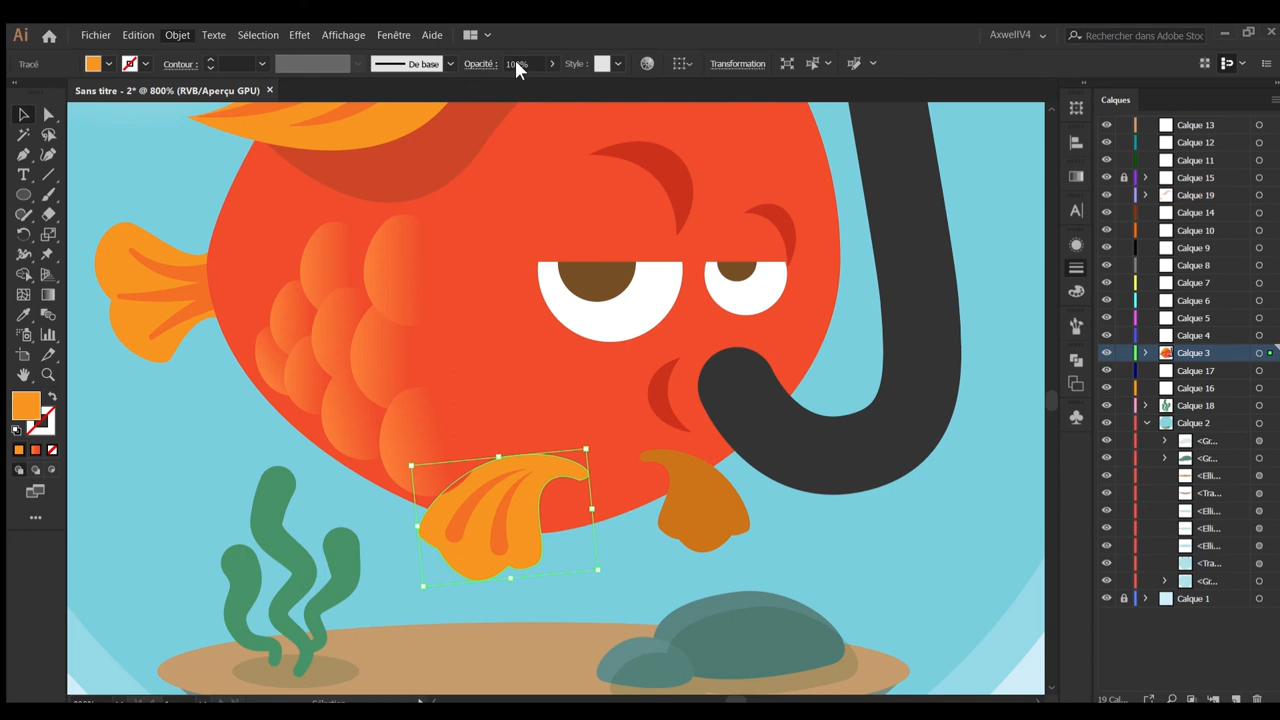 Ai Fichier Edition Objet Texte Sélection Effet Affichage Fenêtre Aide AxwellV4 Rechercher dans Adobe Stoc
Tracé Contour : De base Opacité : 100% Style : Transformation
Sans titre - 2* @ 800% (RVB/Aperçu GPU)
Calques
Calque 13
Calque 12
Calque 11
Calque 15
Calque 19
Calque 14
Calque 10
Calque 9
Calque 8
Calque 7
Calque 6
Calque 5
Calque 4
Calque 3
Calque 17
Calque 16
Calque 18
Calque 2
<Gr...
<Gr...
<Elli...
<Tra...
<Elli...
<Elli...
<Elli...
<Tra...
<Gr...
Calque 1
19 Cal...